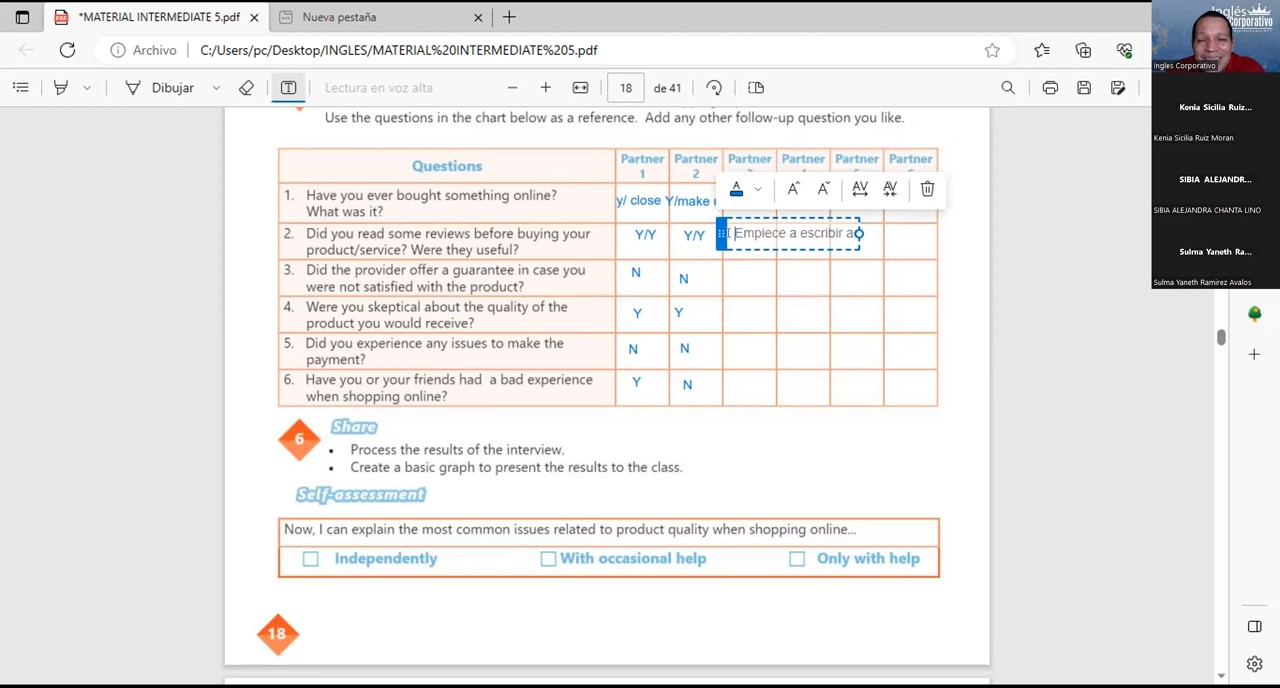 *MATERIAL INTERMEDIATE 5.pdf
Nueva pestaña
Archivo
C:/Users/pc/Desktop/INGLES/MATERIAL%20INTERMEDIATE%205.pdf
Dibujar
Lectura en voz alta
18
de 41
Use the questions in the chart below as a reference. Add any other follow-up question you like.
Questions
Partner 1
Partner 2
Partner
Partner
Partner
Partner
1. Have you ever bought something online?
What was it?
y/ close
Y/make
2. Did you read some reviews before buying your
product/service? Were they useful?
Y/Y
Y/Y
Empiece a escribir a
3. Did the provider offer a guarantee in case you
were not satisfied with the product?
N
N
4. Were you skeptical about the quality of the
product you would receive?
Y
Y
5. Did you experience any issues to make the
payment?
N
N
6. Have you or your friends had a bad experience
when shopping online?
Y
N
6
Share
• Process the results of the interview.
• Create a basic graph to present the results to the class.
Self-assessment
Now, I can explain the most common issues related to product quality when shopping online...
Independently
With occasional help
Only with help
18
Inglés
Corporativo
Ingles Corporativo
Kenia Sicilia Ruiz...
Kenia Sicilia Ruiz Moran
SIBIA ALEJANDR...
SIBIA ALEJANDRA CHANTA LINO
Sulma Yaneth Ra...
Sulma Yaneth Ramirez Avalos